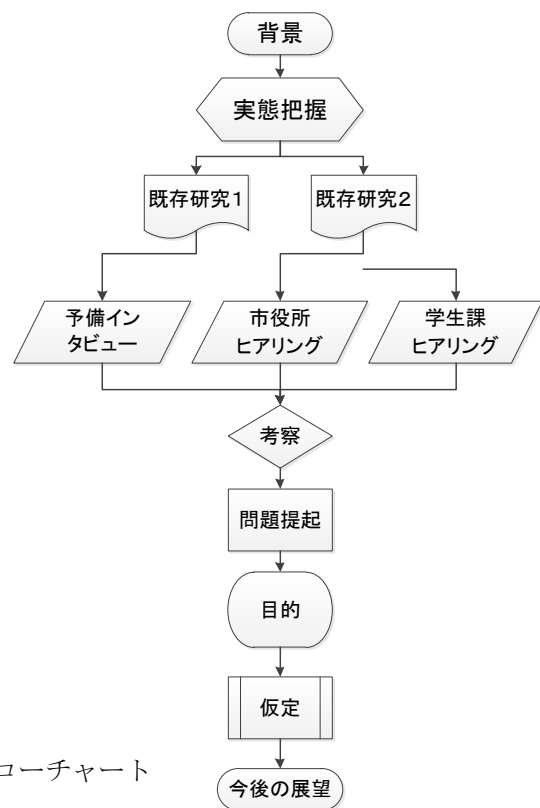 背景
実態把握
既存研究1
既存研究2
予備イン
タビュー
市役所
ヒアリング
学生課
ヒアリング
考察
問題提起
目的
仮定
コーチャート
今後の展望